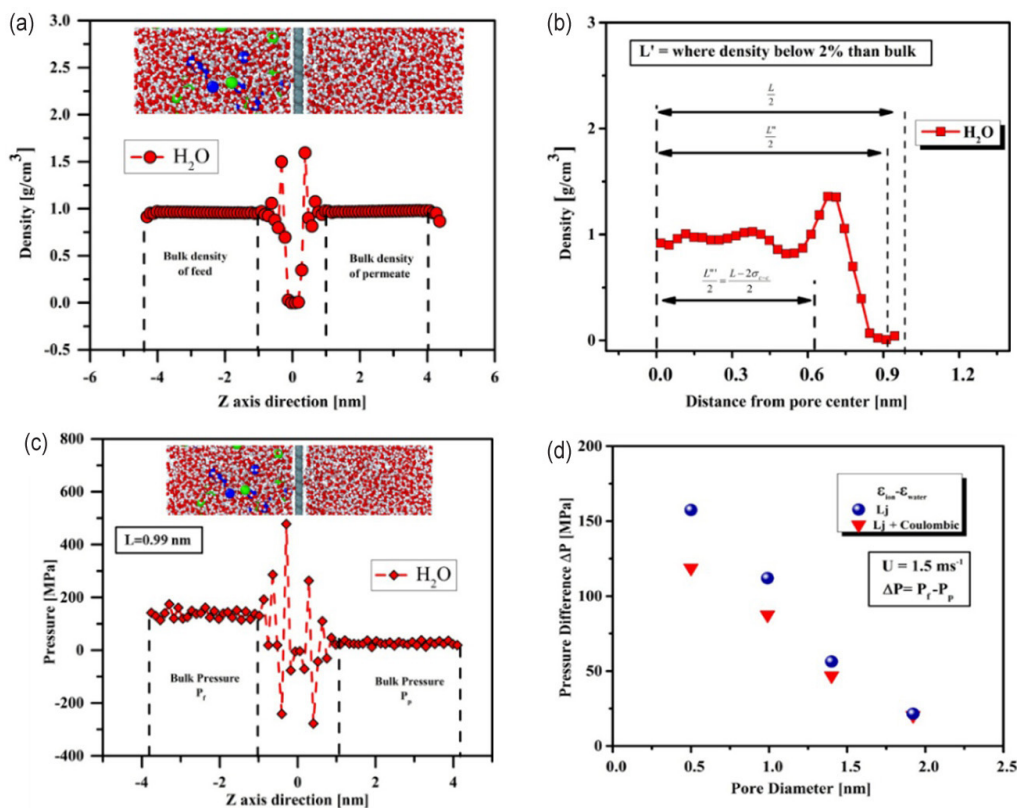 (a)
3.0
2.5
2.0
1.5
1.0
0.5
0.0
-0.5
Density [g/cm³]
H₂O
Bulk density
of feed
Bulk density
of permeate
-6 -4 -2 0 2 4 6
Z axis direction [nm]
(b)
3
2
1
0
Density [g/cm³]
L' = where density below 2% than bulk
L/2
L"/2
H₂O
L"'/2 = L-2σc-c/2
0.0 0.3 0.6 0.9 1.2
Distance from pore center [nm]
(c)
800
600
400
200
0
-200
-400
Pressure [MPa]
L=0.99 nm
H₂O
Bulk Pressure
Pf
Bulk Pressure
Pp
-4 -2 0 2 4
Z axis direction [nm]
(d)
200
150
100
50
0
Pressure Difference ΔP [MPa]
εion-εwater
Lj
Lj + Coulombic
U = 1.5 ms⁻¹
ΔP= Pf-Pp
0.0 0.5 1.0 1.5 2.0 2.5
Pore Diameter [nm]